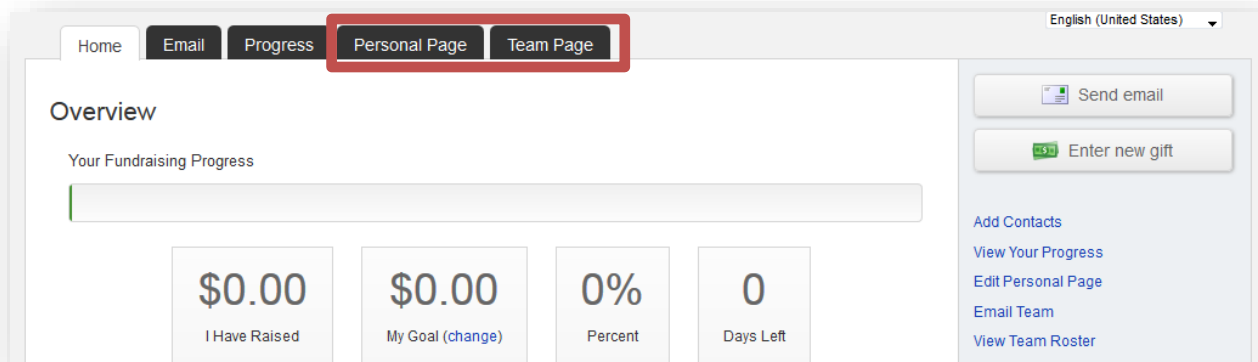 English (United States)
Home Email Progress Personal Page Team Page
Overview
Your Fundraising Progress
$0.00 $0.00 0% 0
I Have Raised My Goal (change) Percent Days Left
Send email
Enter new gift
Add Contacts
View Your Progress
Edit Personal Page
Email Team
View Team Roster